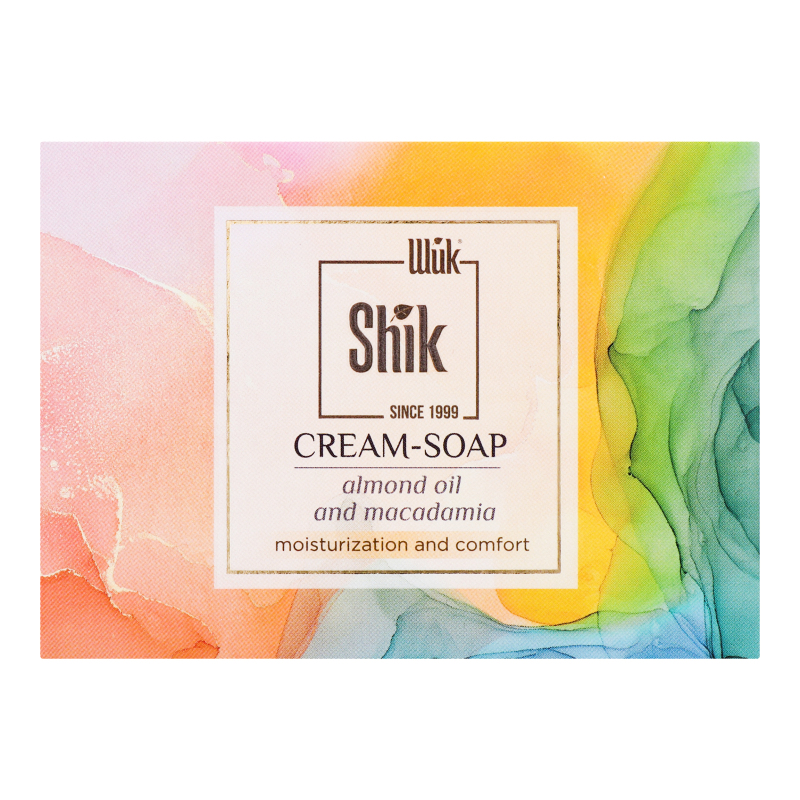 Шик®
Shik
SINCE 1999
CREAM-SOAP
almond oil
and macadamia
moisturization and comfort